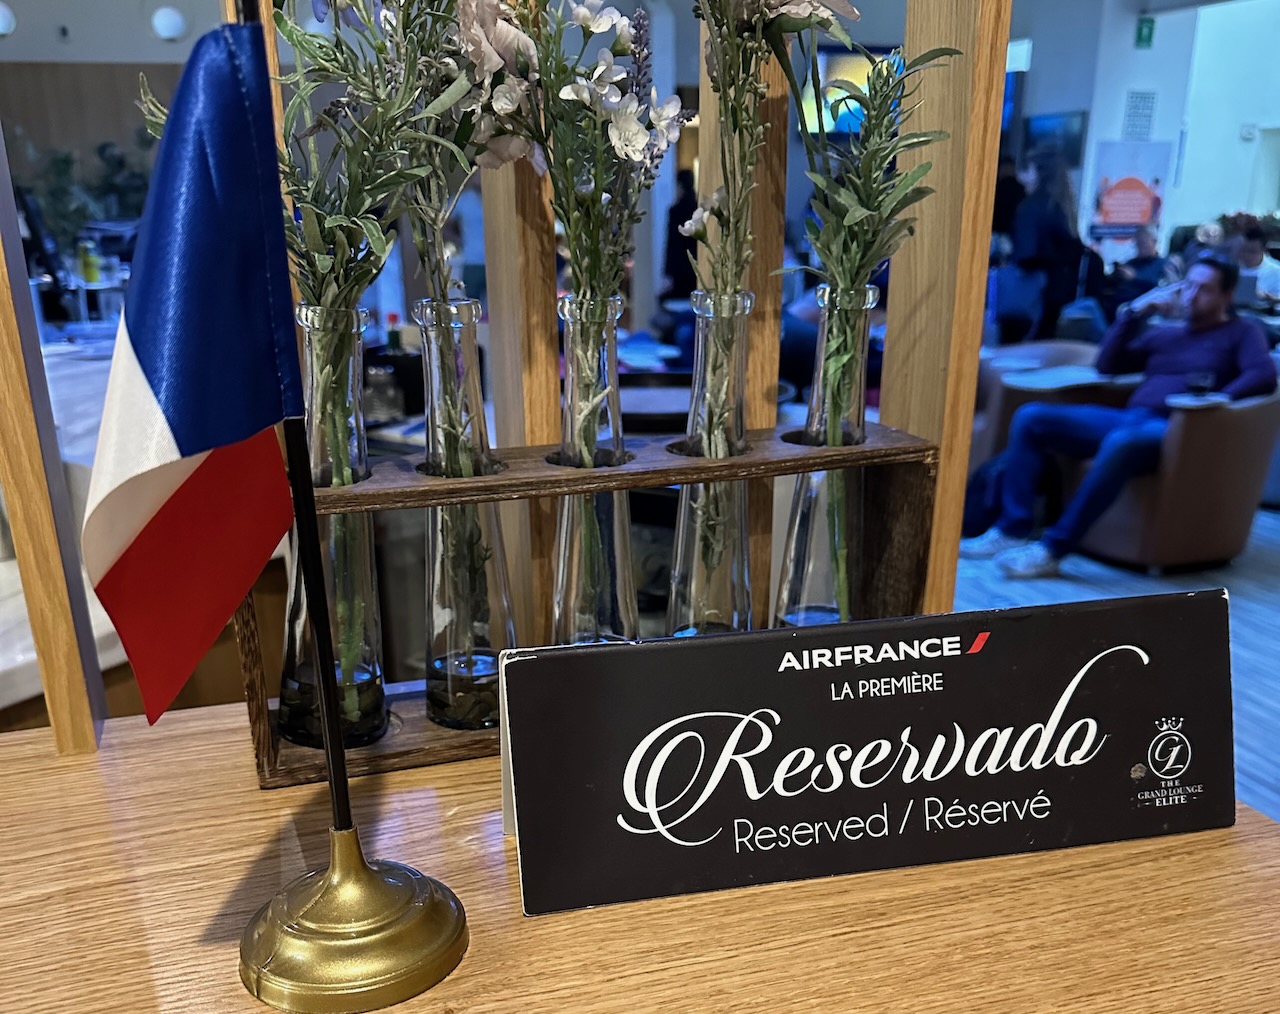 AIRFRANCE
LA PREMIÈRE
Reservado
Reserved / Réservé
GL
THE
GRAND LOUNGE
ELITE